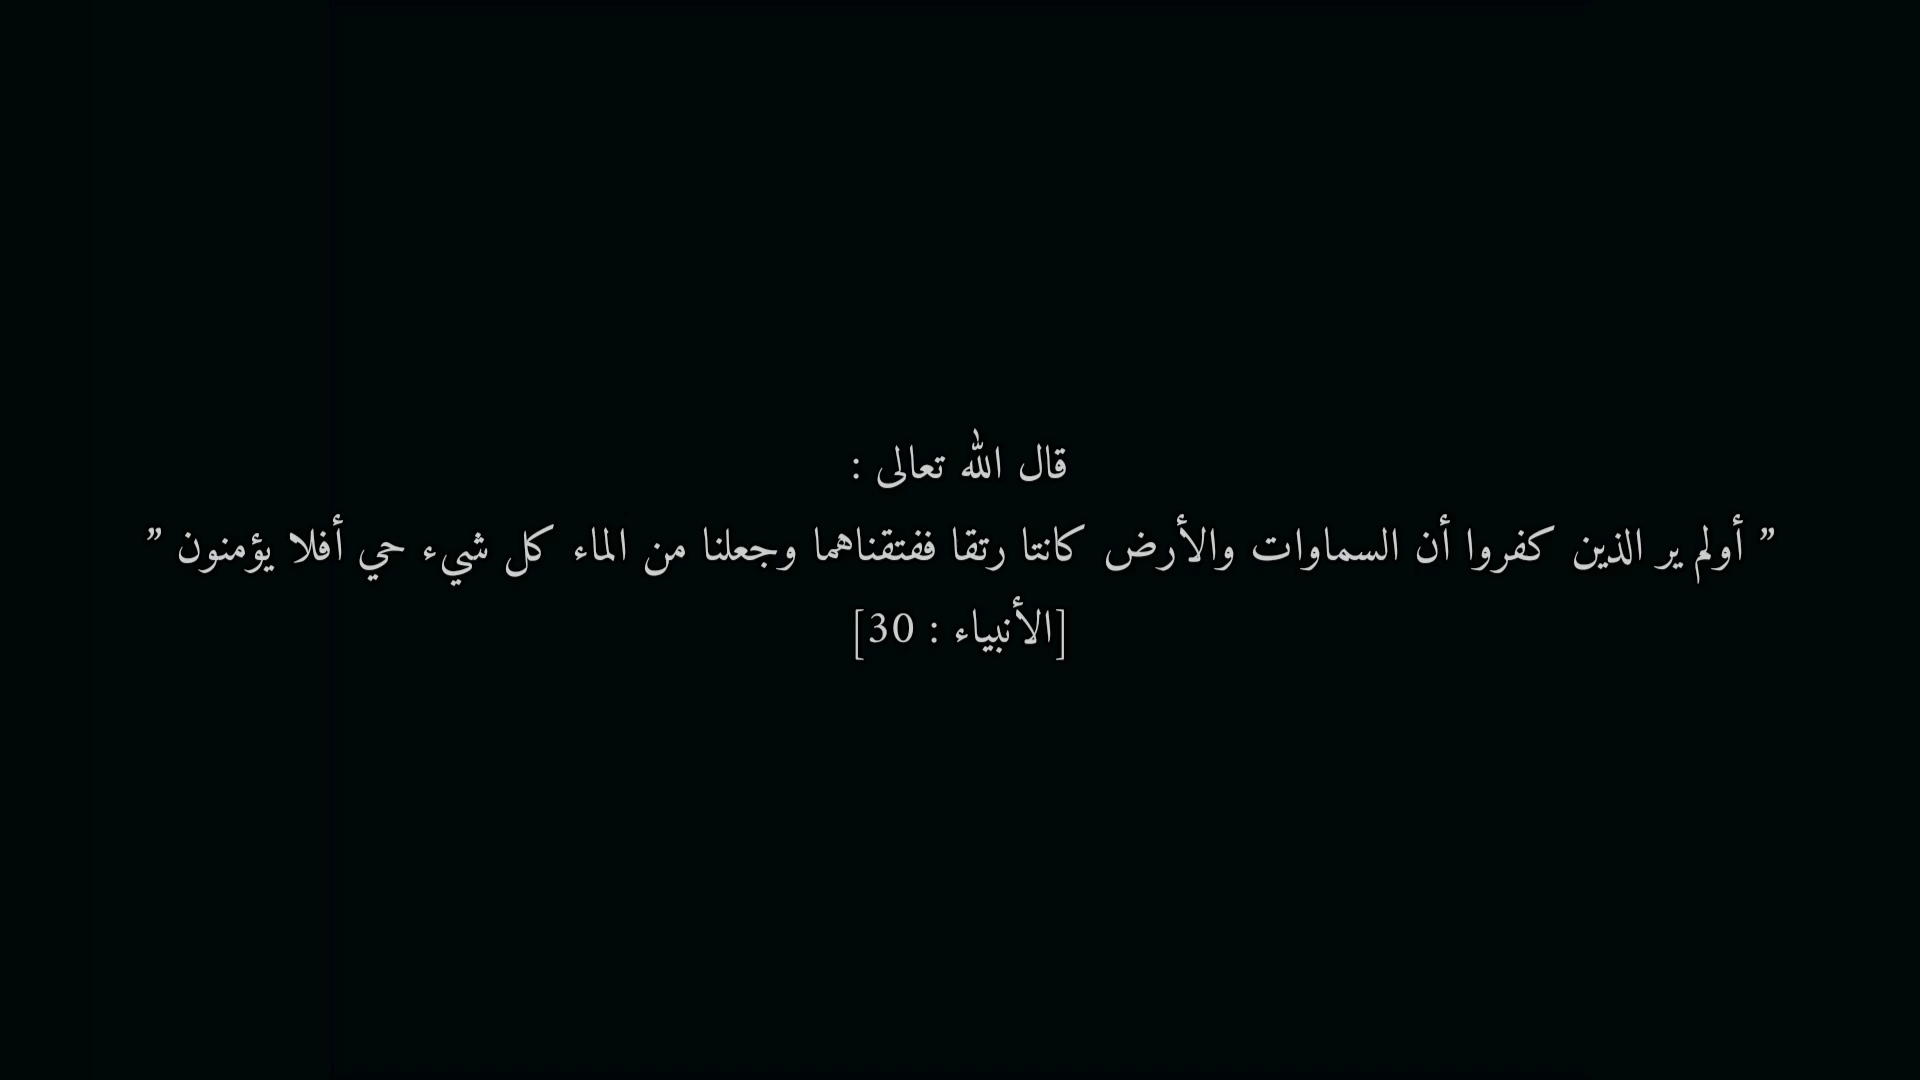 قال الله تعالى :
” أولم ير الذين كفروا أن السماوات والأرض كانتا رتقا ففتقناهما وجعلنا من الماء كل شيء حي أفلا يؤمنون ”
[الأنبياء : 30]